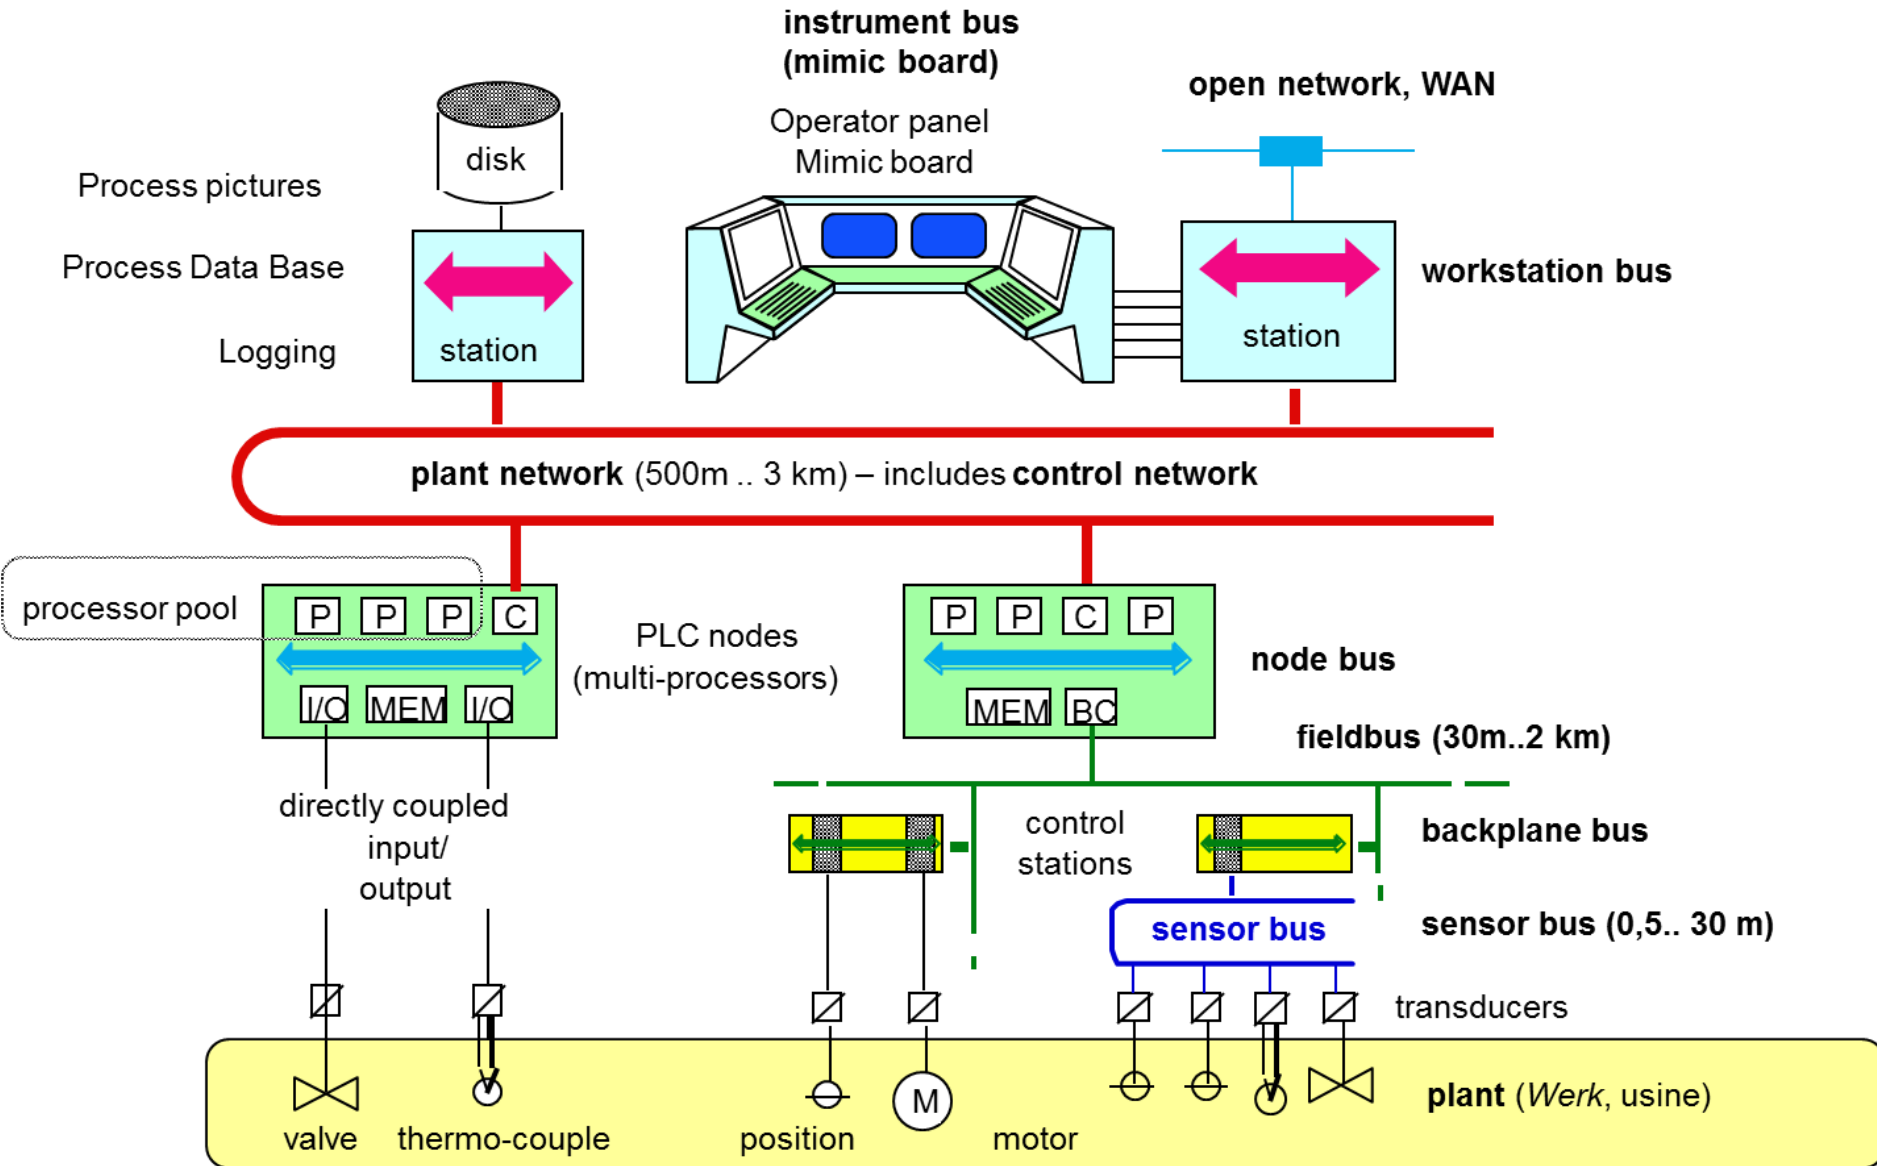 instrument bus
(mimic board)
open network, WAN
Operator panel
Mimic board
disk
Process pictures
Process Data Base
workstation bus
Logging
station
station
plant network (500m .. 3 km) – includes control network
processor pool
P P P C
PLC nodes
(multi-processors)
P P C P
node bus
I/O MEM I/O
MEM BC
fieldbus (30m..2 km)
directly coupled
input/
output
control
stations
backplane bus
sensor bus
sensor bus (0,5.. 30 m)
transducers
M
plant (Werk, usine)
valve
thermo-couple
position
motor